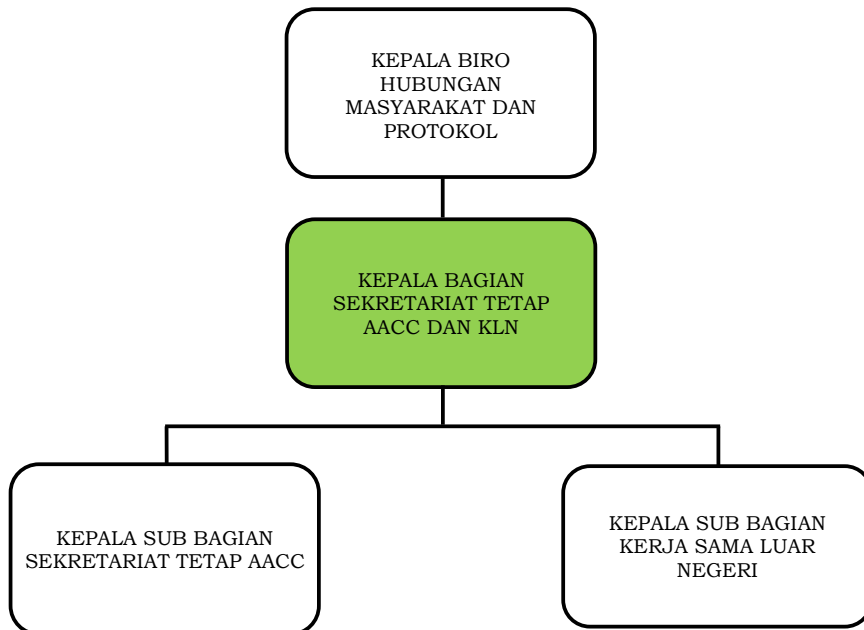 KEPALA BIRO
HUBUNGAN
MASYARAKAT DAN
PROTOKOL
KEPALA BAGIAN
SEKRETARIAT TETAP
AACC DAN KLN
KEPALA SUB BAGIAN
SEKRETARIAT TETAP AACC
KEPALA SUB BAGIAN
KERJA SAMA LUAR
NEGERI